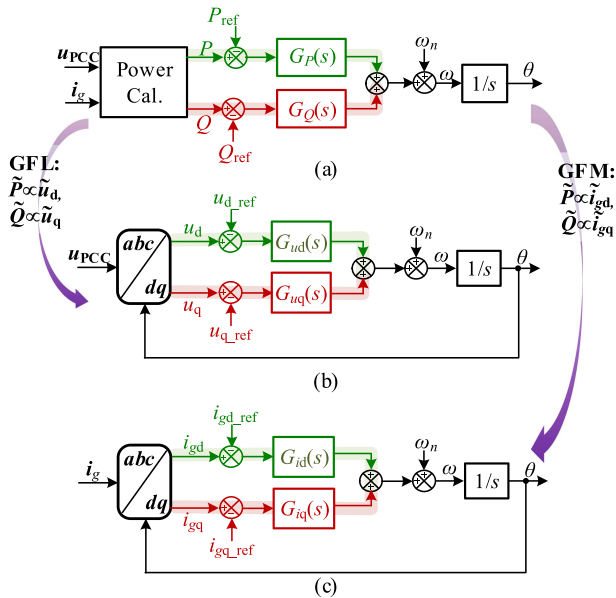 P_ref
u_PCC P G_P(s) ω_n
Power Cal. ω 1/s θ
i_g Q G_Q(s)
Q_ref
(a)
GFL:
P̃∝ũ_d,
Q̃∝ũ_q
GFM:
P̃∝ĩ_gd,
Q̃∝ĩ_gq
u_d_ref
u_d G_ud(s) ω_n
u_PCC abc dq ω 1/s θ
u_q G_uq(s)
u_q_ref
(b)
i_gd_ref
i_gd G_id(s) ω_n
i_g abc dq ω 1/s θ
i_gq G_iq(s)
i_gq_ref
(c)